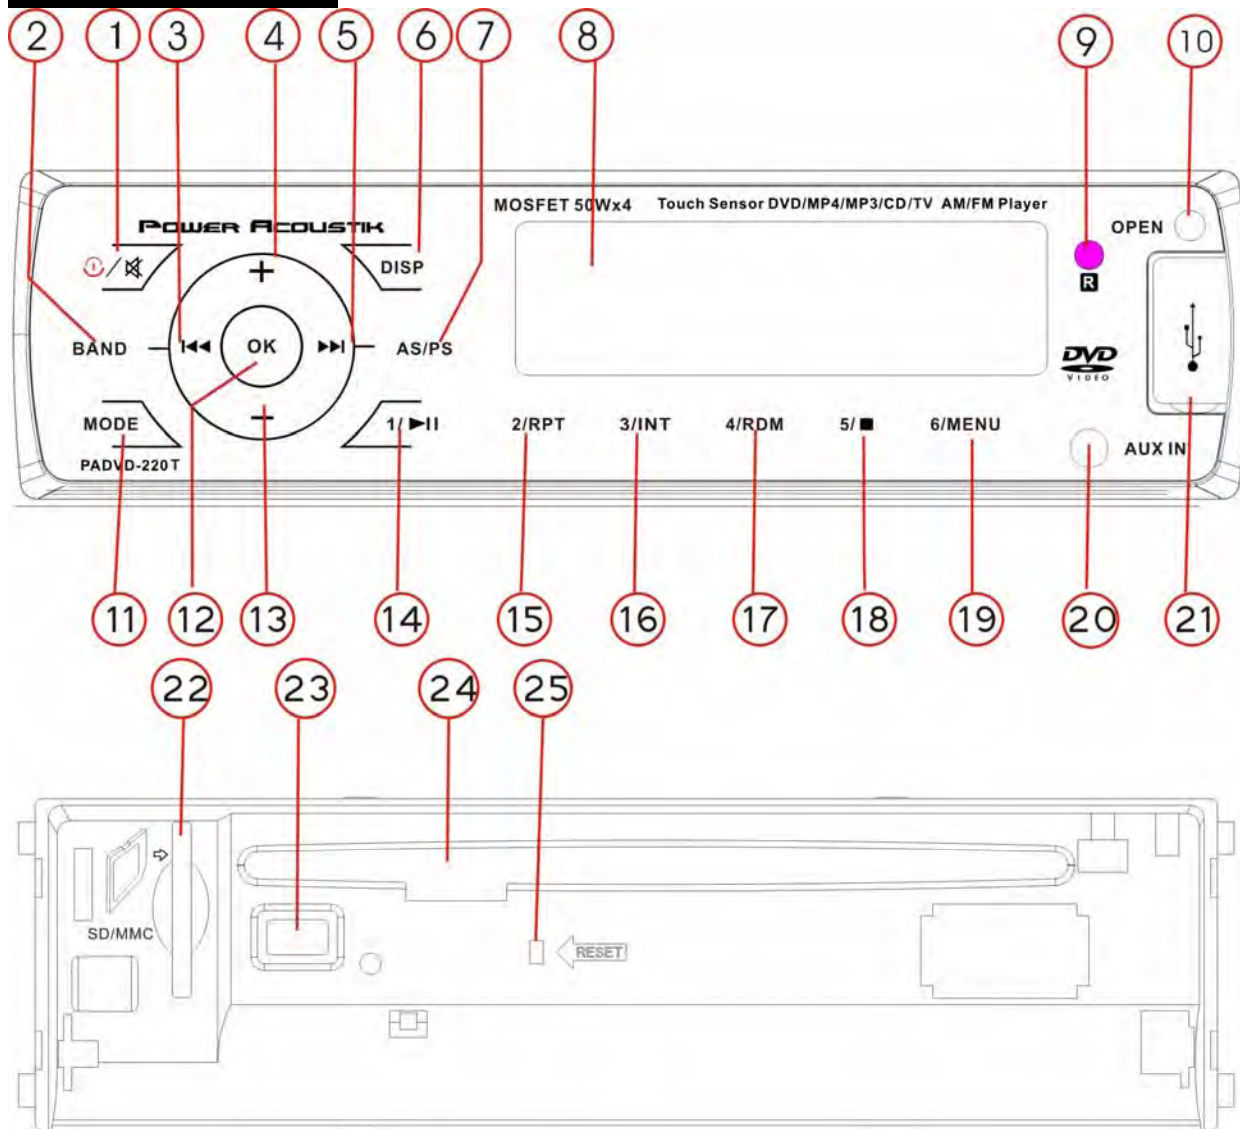 2 1 3 4 5 6 7 8 9 10
MOSFET 50Wx4 Touch Sensor DVD/MP4/MP3/CD/TV AM/FM Player
POWER ACOUSTIK
OPEN
DISP
R
BAND
OK
AS/PS
DVD
VIDEO
MODE
1/
2/RPT
3/INT
4/RDM
5/
6/MENU
AUX IN
PADVD-220T
11 12 13 14 15 16 17 18 19 20 21
22 23 24 25
SD/MMC
RESET